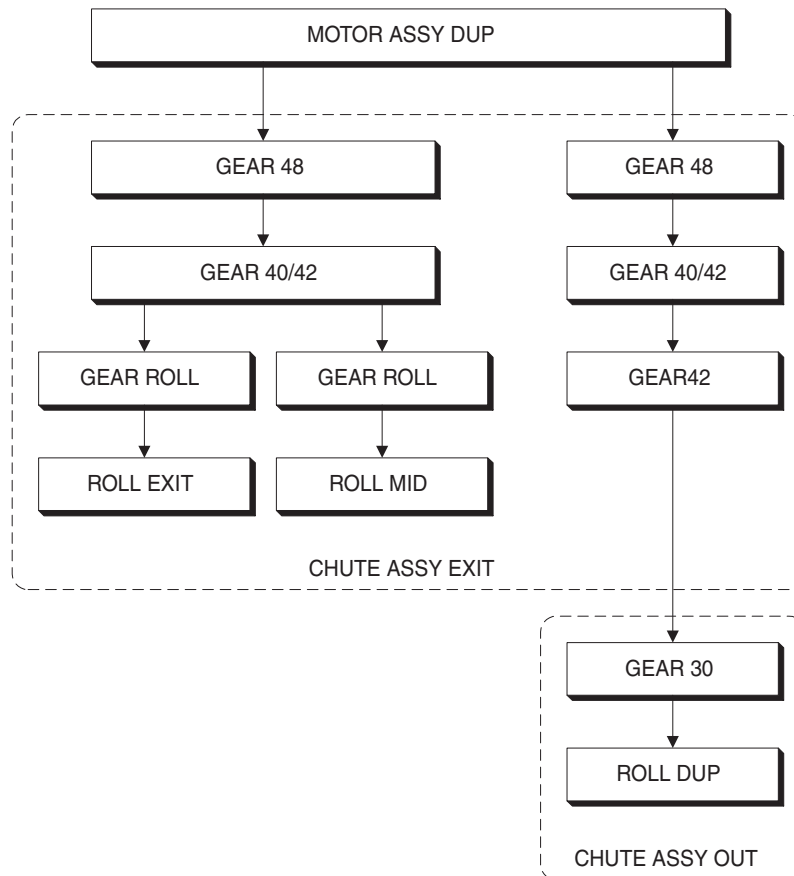 MOTOR ASSY DUP
GEAR 48
GEAR 48
GEAR 40/42
GEAR 40/42
GEAR ROLL
GEAR ROLL
GEAR42
ROLL EXIT
ROLL MID
CHUTE ASSY EXIT
GEAR 30
ROLL DUP
CHUTE ASSY OUT